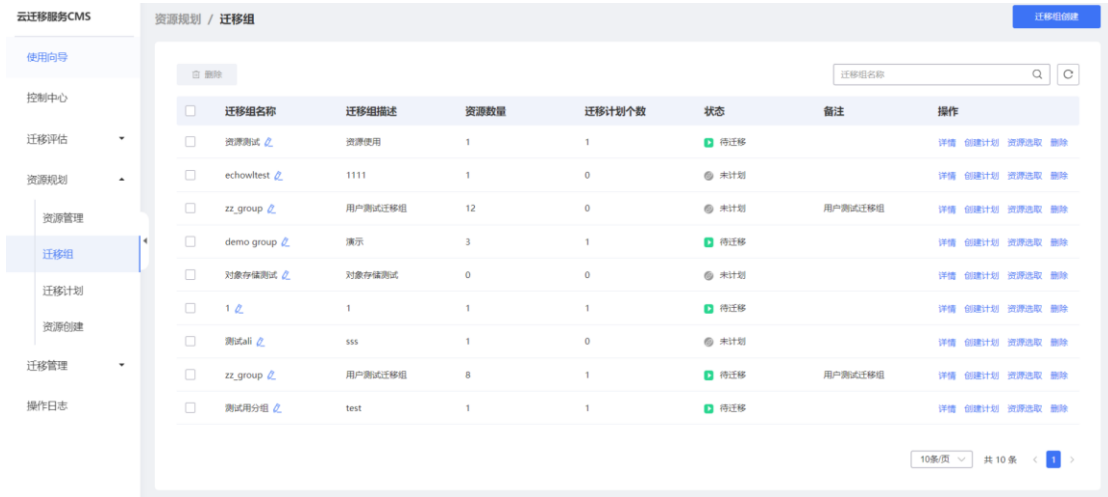 云迁移服务CMS
资源规划 / 迁移组
迁移组创建
使用向导
控制中心
迁移评估
资源规划
资源管理
迁移组
迁移计划
资源创建
迁移管理
操作日志
删除
迁移组名称
迁移组名称 迁移组描述 资源数量 迁移计划个数 状态 备注 操作
资源测试 资源使用 1 1 待迁移 详情 创建计划 资源选取 删除
echowltest 1111 1 0 未计划 详情 创建计划 资源选取 删除
zz_group 用户测试迁移组 12 0 未计划 用户测试迁移组 详情 创建计划 资源选取 删除
demo group 演示 3 1 待迁移 详情 创建计划 资源选取 删除
对象存储测试 对象存储测试 0 0 未计划 详情 创建计划 资源选取 删除
1 1 1 1 待迁移 详情 创建计划 资源选取 删除
测试ali sss 1 0 未计划 详情 创建计划 资源选取 删除
zz_group 用户测试迁移组 8 1 待迁移 用户测试迁移组 详情 创建计划 资源选取 删除
测试用分组 test 1 1 待迁移 详情 创建计划 资源选取 删除
10条/页 共 10 条 < 1 >